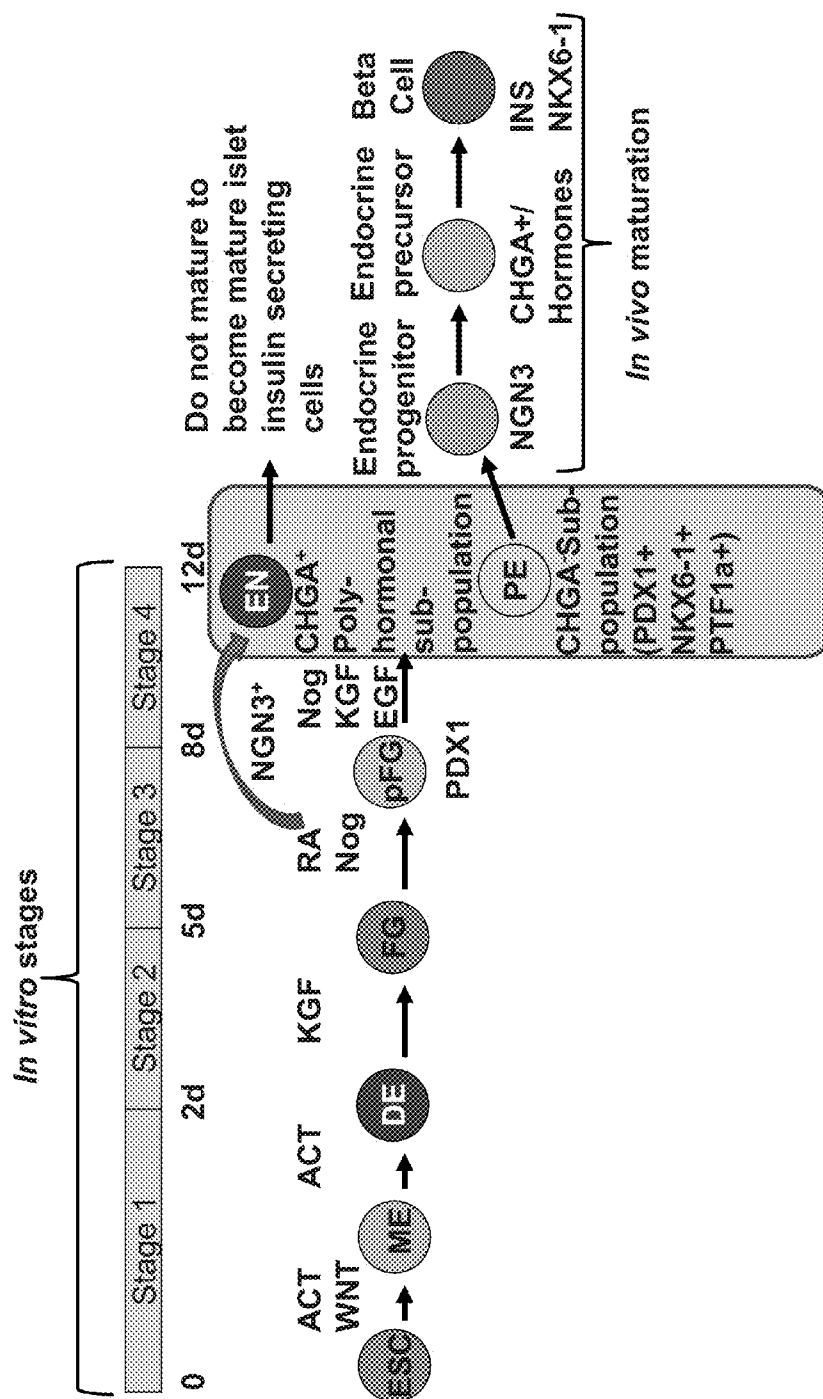 In vitro stages
Stage 1
Stage 2
Stage 3
Stage 4
0
2d
5d
8d
12d
ACT
WNT
ACT
KGF
RA
Nog
NGN3+
Nog
KGF
EGF
ESC
ME
DE
FG
pFG
PDX1
EN
CHGA+
Poly-
hormonal
sub-
population
PE
CHGA Sub-
population
(PDX1+
NKX6-1+
PTF1a+)
Do not mature to
become mature islet
insulin secreting
cells
Endocrine
progenitor
Endocrine
precursor
Beta
Cell
NGN3
CHGA+/
Hormones
INS
NKX6-1
In vivo maturation